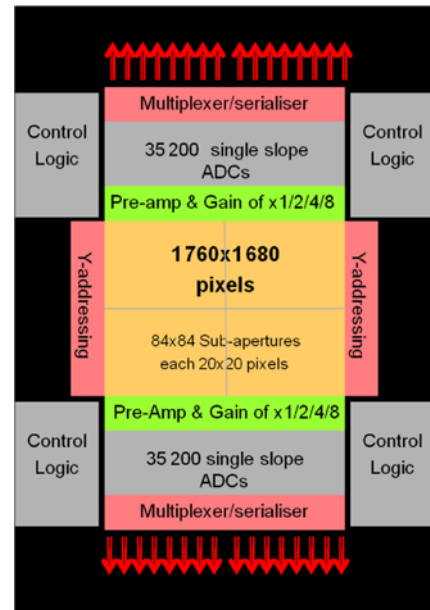 Multiplexer/serialiser
Control
Logic
35 200 single slope
ADCs
Control
Logic
Pre-amp & Gain of x1/2/4/8
Y-addressing
1760x1680
pixels
84x84 Sub-apertures
each 20x20 pixels
Y-addressing
Pre-Amp & Gain of x1/2/4/8
Control
Logic
35 200 single slope
ADCs
Control
Logic
Multiplexer/serialiser